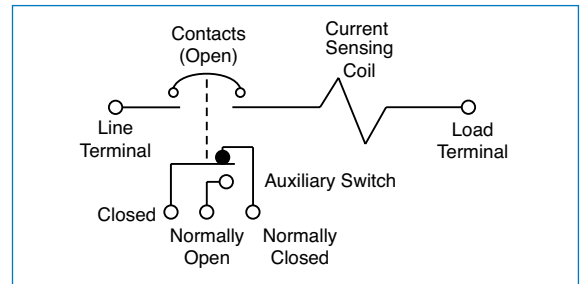 Contacts
(Open)
Current
Sensing
Coil
Line
Terminal
Load
Terminal
Auxiliary Switch
Closed
Normally
Open
Normally
Closed